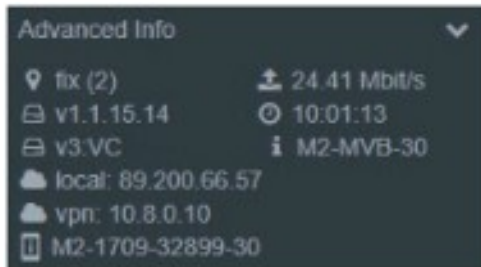 Advanced Info
fix (2) 24.41 Mbit/s
v1.1.15.14 10:01:13
v3:VC M2-MVB-30
local: 89.200.66.57
vpn: 10.8.0.10
M2-1709-32899-30